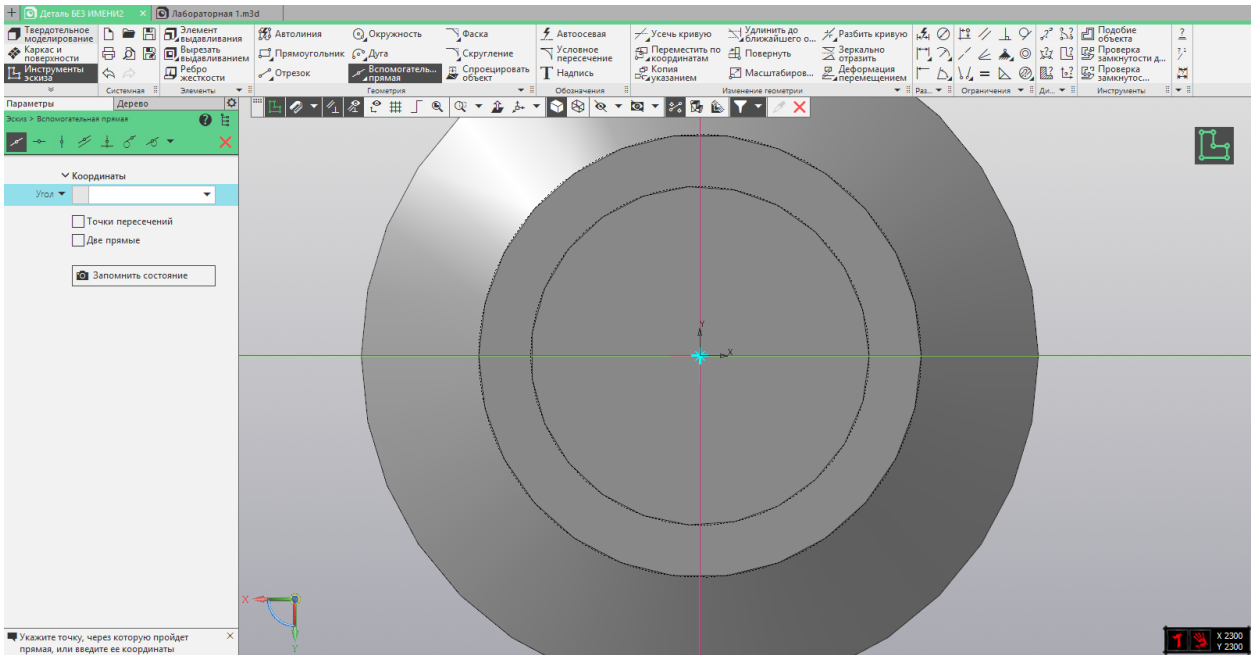 + Деталь БЕЗ ИМЕНИ2 × Лабораторная 1.m3d
Твердотельное моделирование
Каркас и поверхности
Инструменты эскиза
Системная
Элемент выдавливания
Вырезать выдавливанием
Ребро жесткости
Элементы
Автолиния
Прямоугольник
Отрезок
Окружность
Дуга
Вспомогатель... прямая
Фаска
Скругление
Спроецировать объект
Геометрия
Автоосевая
Условное пересечение
Надпись
Обозначения
Усечь кривую
Переместить по координатам
Копия указанием
Удлинить до ближайшего о...
Повернуть
Масштабиров...
Разбить кривую
Зеркально отразить
Деформация перемещением
Изменение геометрии
Раз...
Ограничения
Ди...
Подобие объекта
Проверка замкнутости д...
Проверка замкнутос...
Инструменты
Параметры
Дерево
Эскиз > Вспомогательная прямая
Координаты
Угол
Точки пересечений
Две прямые
Запомнить состояние
Y
X
X
Y
Укажите точку, через которую пройдет
прямая, или введите ее координаты
X 2300
Y 2300